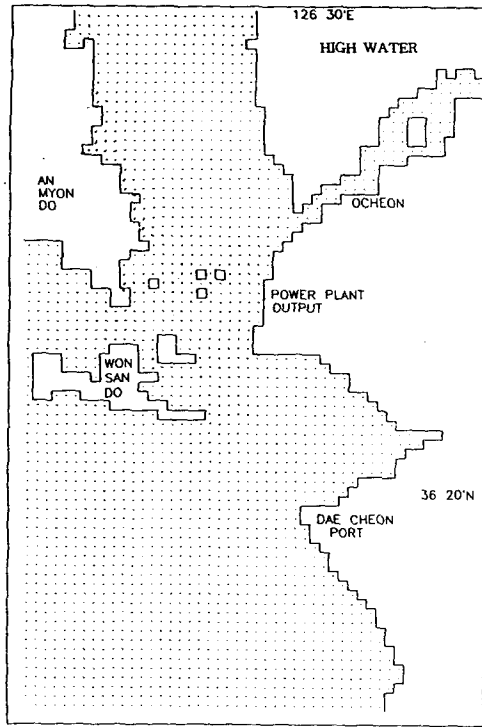 126 30'E
HIGH WATER
AN
MYON
DO
OCHEON
POWER PLANT
OUTPUT
WON
SAN
DO
36 20'N
DAE CHEON
PORT